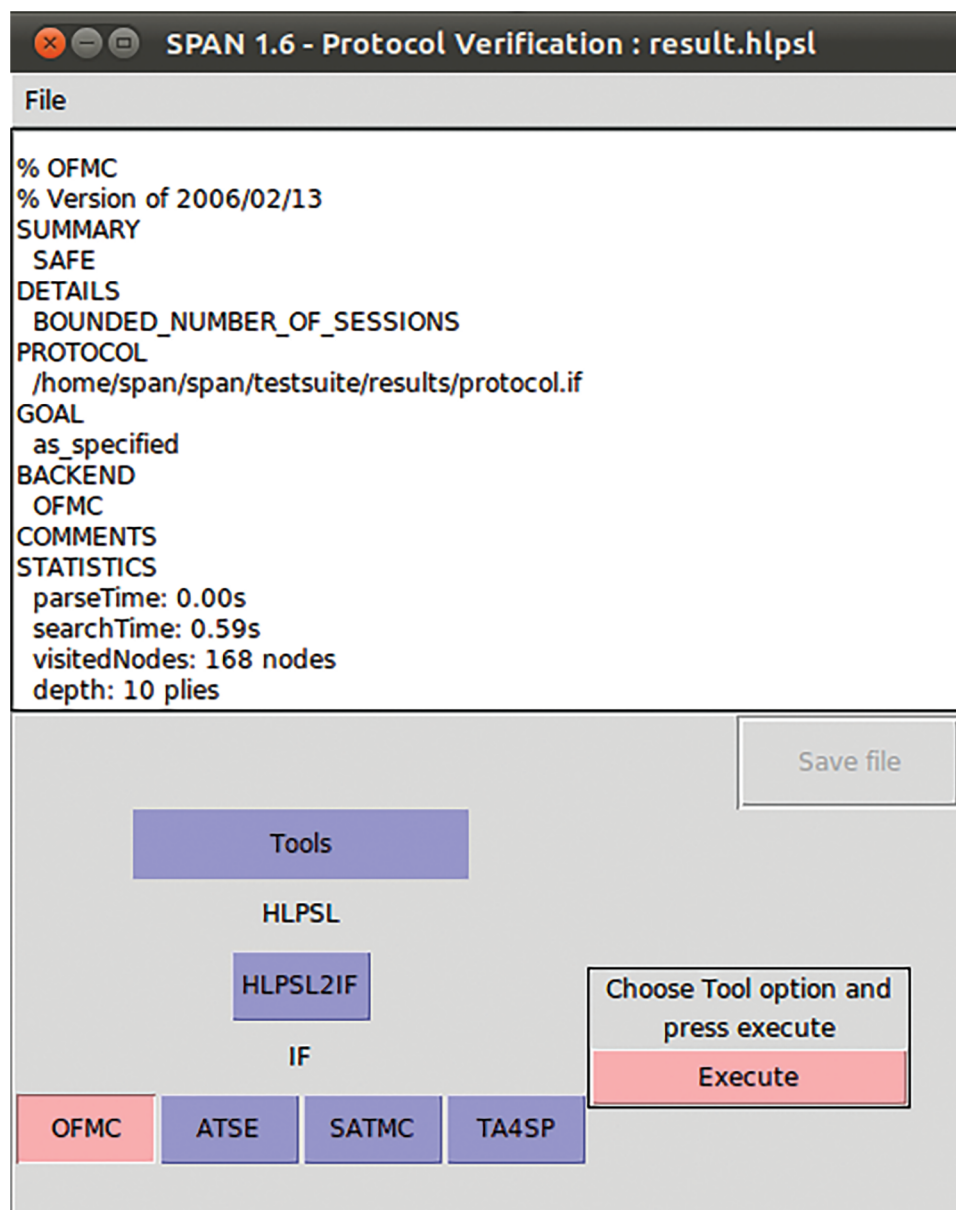 SPAN 1.6 - Protocol Verification : result.hlpsl
File
% OFMC
% Version of 2006/02/13
SUMMARY
SAFE
DETAILS
BOUNDED_NUMBER_OF_SESSIONS
PROTOCOL
/home/span/span/testsuite/results/protocol.if
GOAL
as_specified
BACKEND
OFMC
COMMENTS
STATISTICS
parseTime: 0.00s
searchTime: 0.59s
visitedNodes: 168 nodes
depth: 10 plies
Save file
Tools
HLPSL
HLPSL2IF
Choose Tool option and
press execute
IF
Execute
OFMC ATSE SATMC TA4SP